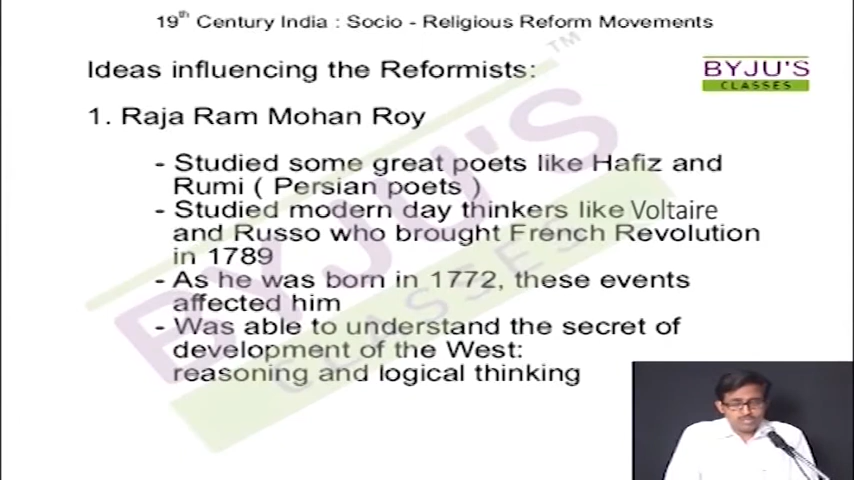 19th Century India : Socio - Religious Reform Movements
Ideas influencing the Reformists:
BYJU'S
CLASSES
1. Raja Ram Mohan Roy
- Studied some great poets like Hafiz and
Rumi ( Persian poets )
- Studied modern day thinkers like Voltaire
and Russo who brought French Revolution
in 1789
- As he was born in 1772, these events
affected him
- Was able to understand the secret of
development of the West:
reasoning and logical thinking
BYJU'S
CLASSES
TM